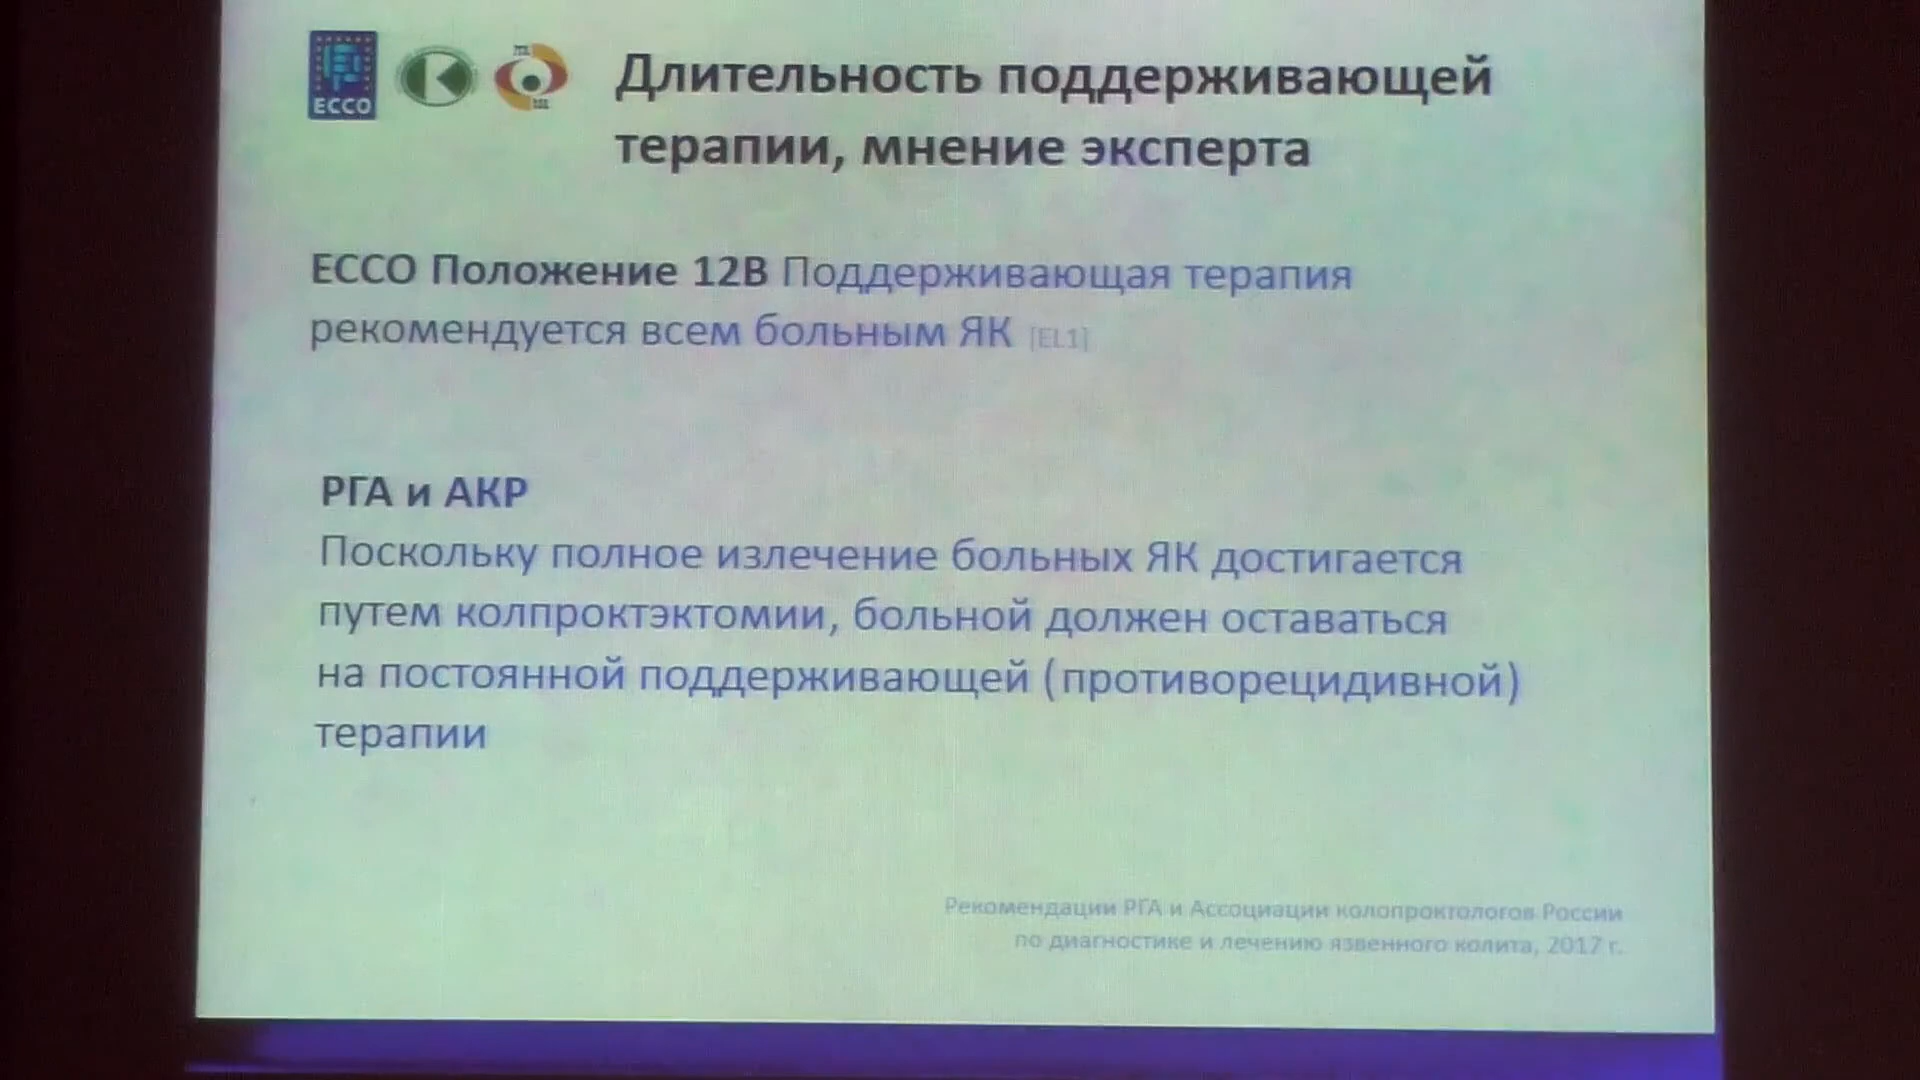 ECCO
Длительность поддерживающей
терапии, мнение эксперта
ECCO Положение 12В Поддерживающая терапия
рекомендуется всем больным ЯК [EL1]
РГА и АКР
Поскольку полное излечение больных ЯК достигается
путем колпроктэктомии, больной должен оставаться
на постоянной поддерживающей (противорецидивной)
терапии
Рекомендации РГА и Ассоциации колопроктологов России
по диагностике и лечению язвенного колита, 2017 г.